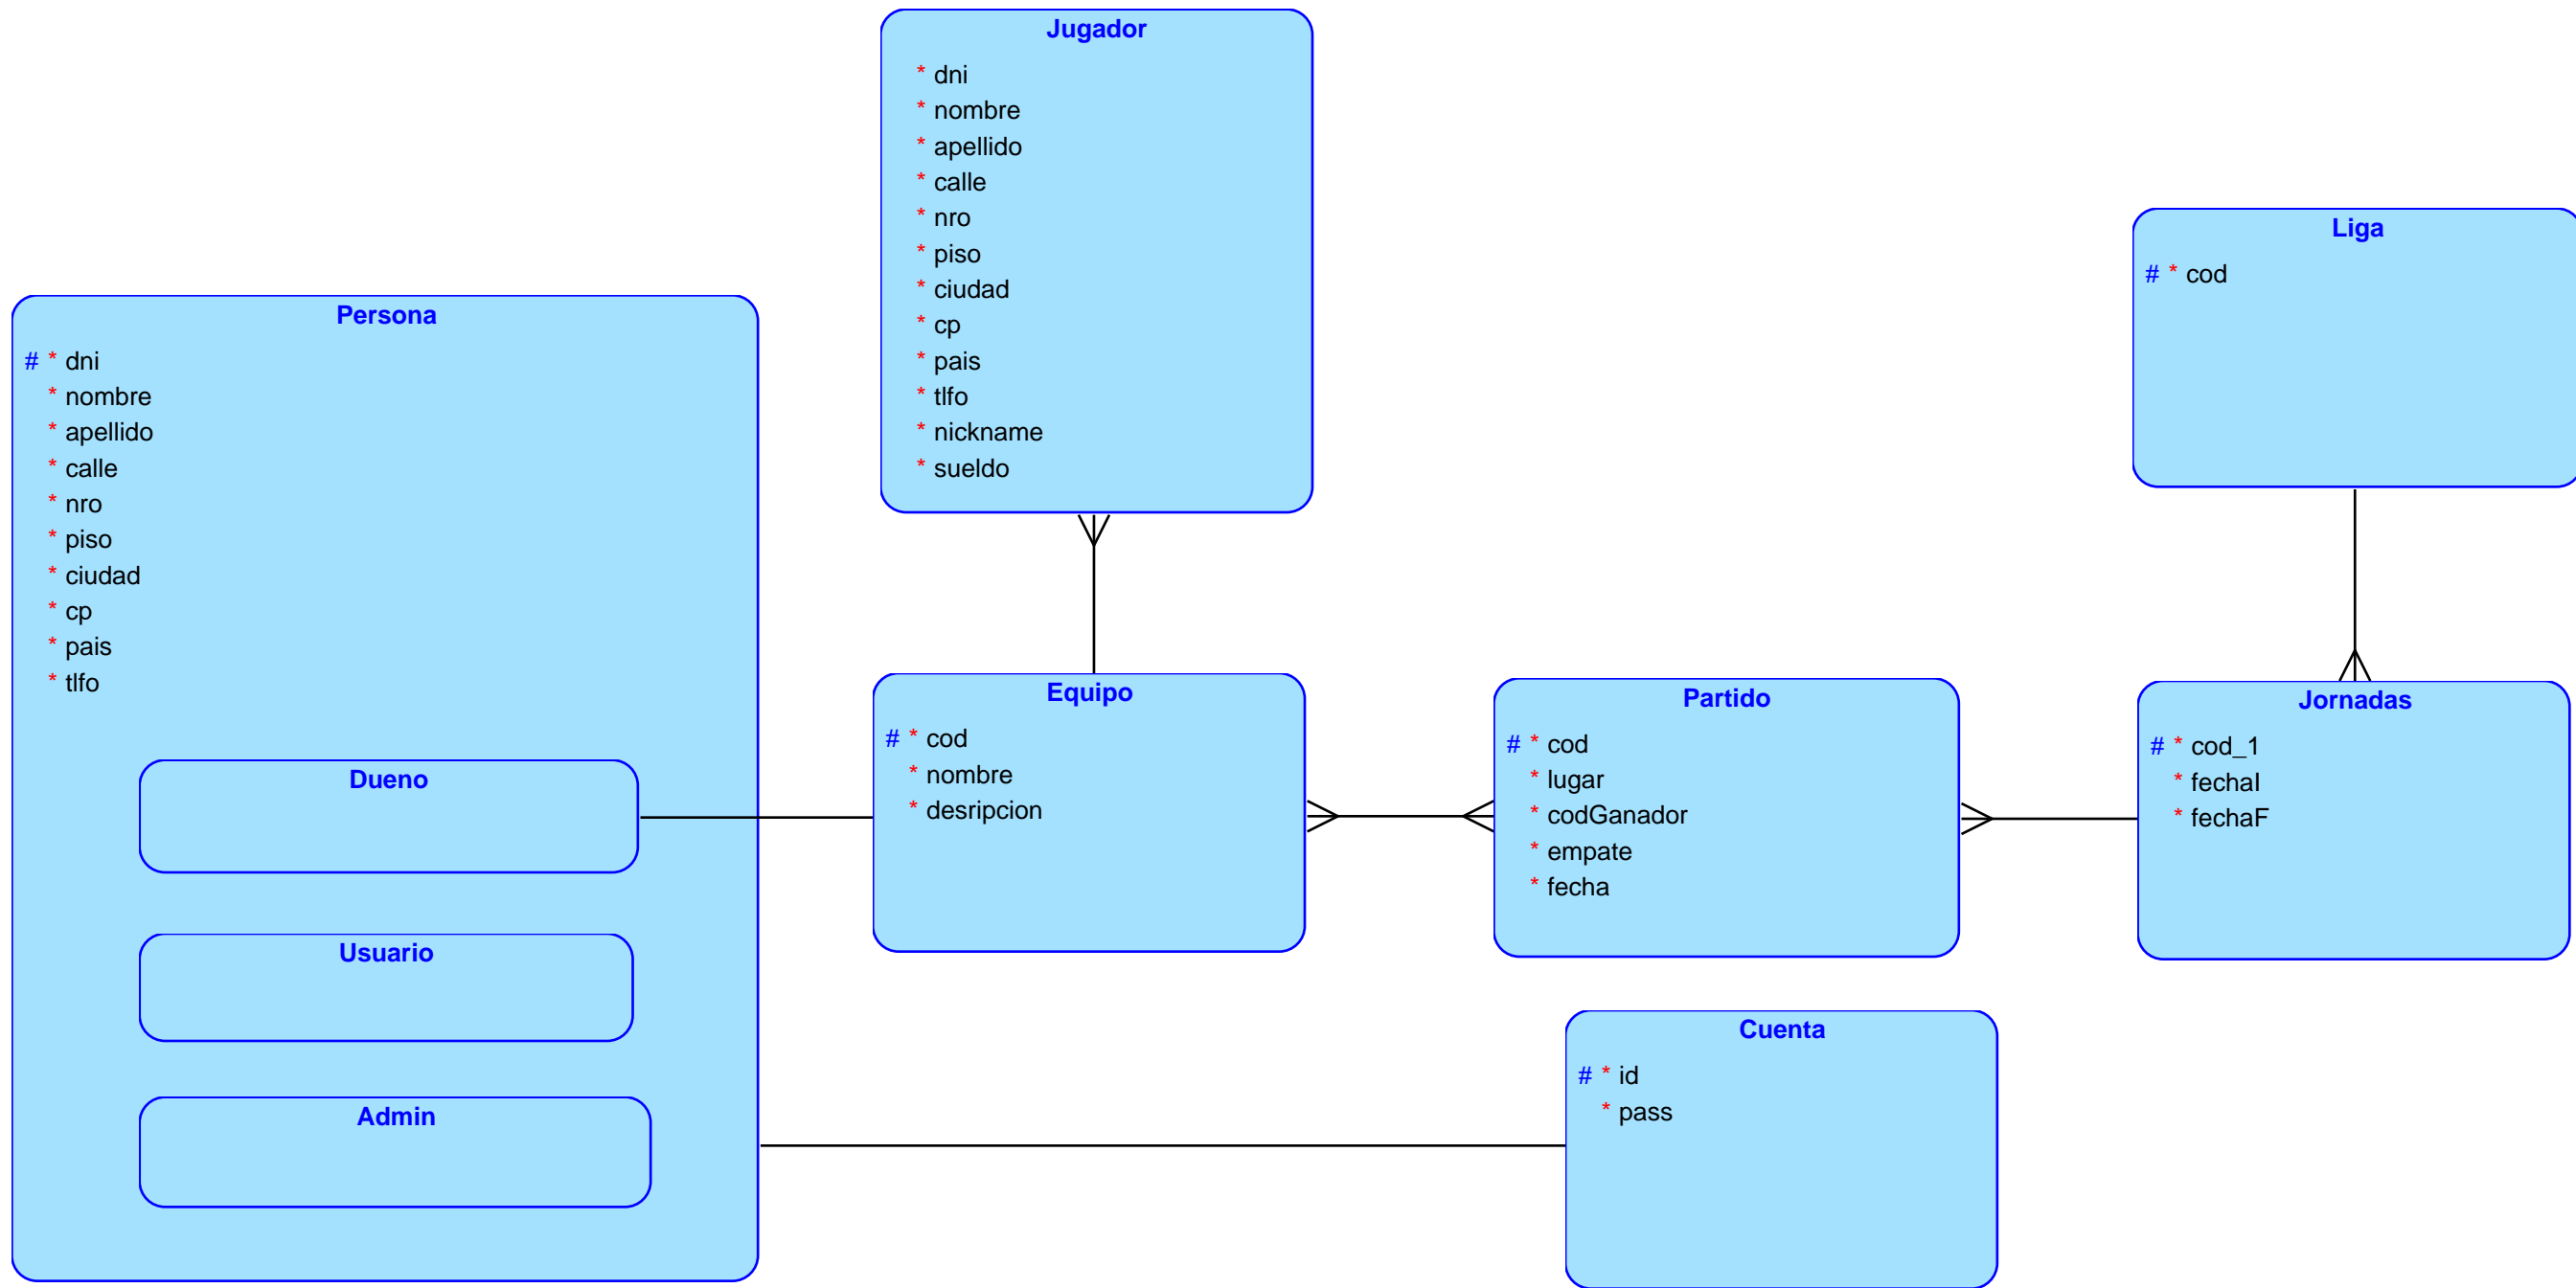 Jugador
* dni
* nombre
* apellido
* calle
* nro
* piso
* ciudad
* cp
* pais
* tlfo
* nickname
* sueldo
Liga
# * cod
Persona
# * dni
* nombre
* apellido
* calle
* nro
* piso
* ciudad
* cp
* pais
* tlfo
Dueno
Usuario
Admin
Equipo
# * cod
* nombre
* desripcion
Partido
# * cod
* lugar
* codGanador
* empate
* fecha
Jornadas
# * cod_1
* fechaI
* fechaF
Cuenta
# * id
* pass